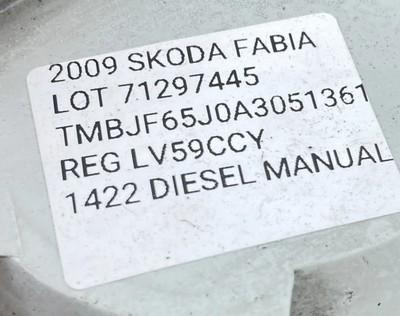 2009 SKODA FABIA
LOT 71297445
TMBJF65J0A3051361
REG LV59CCY
1422 DIESEL MANUAL